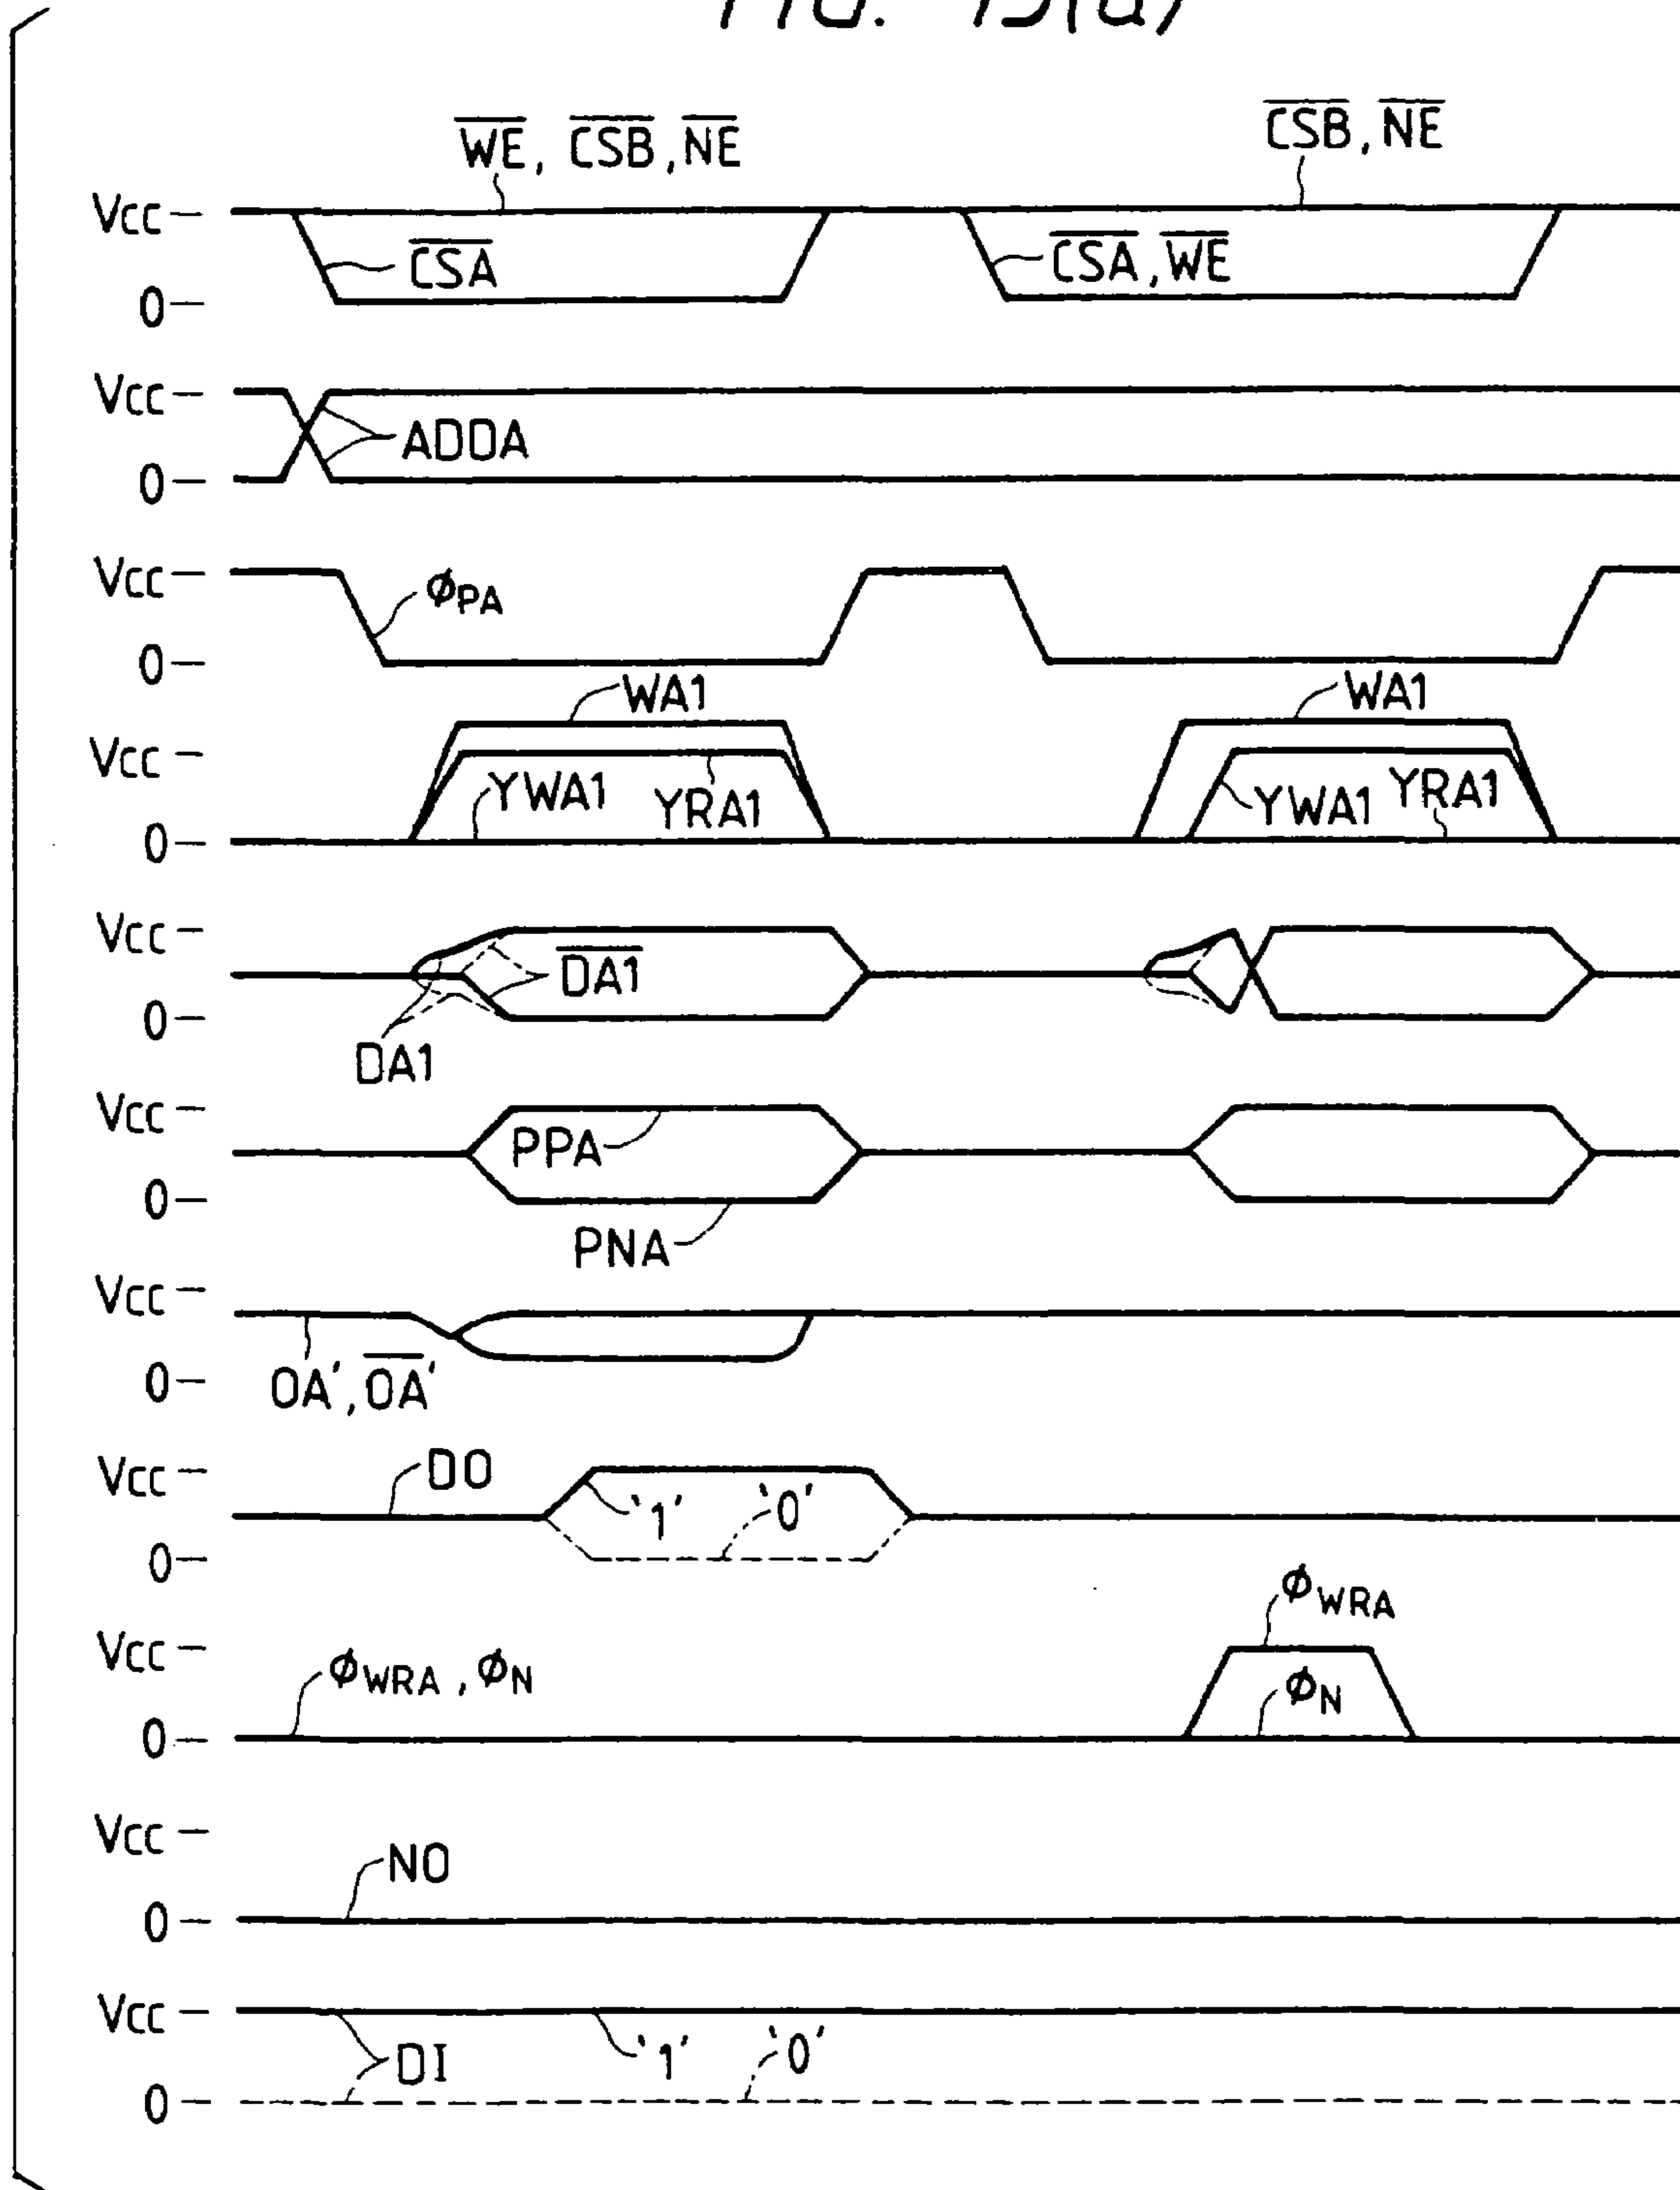 WE, CSB, NE
CSB, NE
Vcc
CSA
CSA, WE
0
Vcc
ADDA
0
Vcc
ϕPA
0
WA1
WA1
Vcc
YWA1
YRA1
YWA1
YRA1
0
Vcc
DA1
0
DA1
Vcc
PPA
0
PNA
Vcc
0
OA', OA'
Vcc
DO
'1'
'0'
0
ϕWRA
Vcc
ϕWRA, ϕN
ϕN
0
Vcc
NO
0
Vcc
DI
'1'
'0'
0